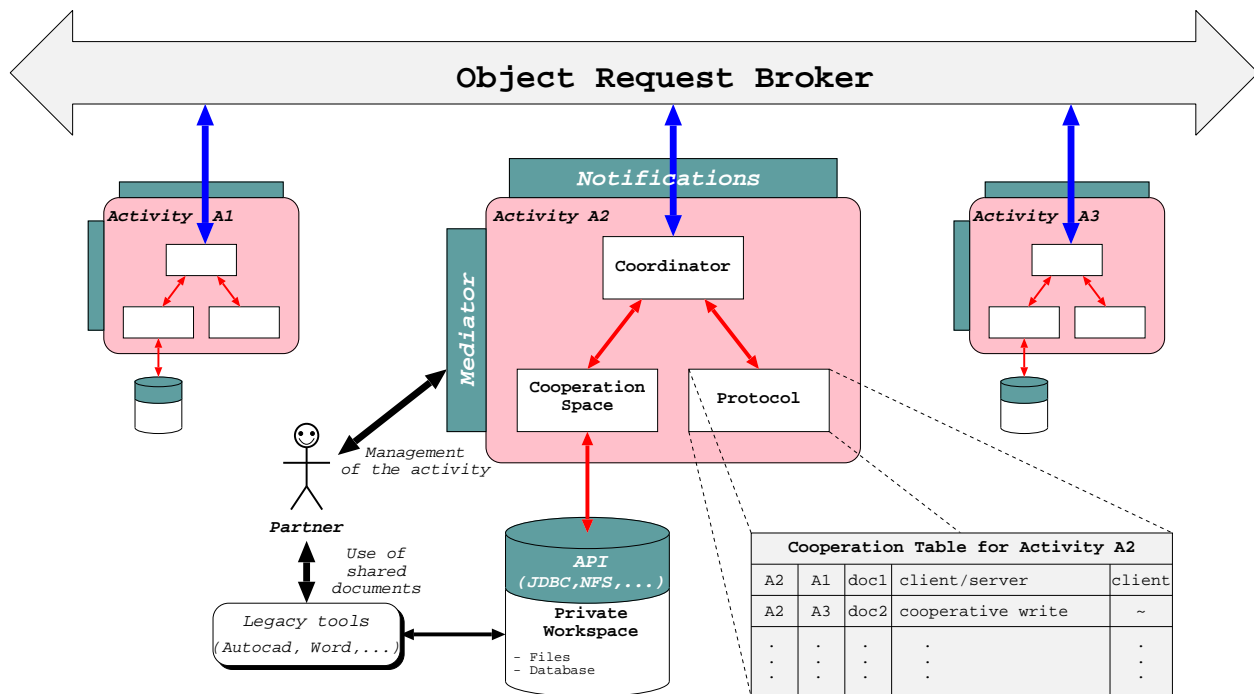 Object Request Broker
Notifications
Activity A1
Activity A2
Activity A3
Coordinator
Mediator
Cooperation
Space
Protocol
Management
of the activity
Partner
Use of
shared
documents
API
(JDBC,NFS,...)
Private
Workspace
- Files
- Database
Legacy tools
(Autocad, Word,...)
Cooperation Table for Activity A2
A2 A1 doc1 client/server client
A2 A3 doc2 cooperative write ~
. . . . .
. . . . .
. . . . .